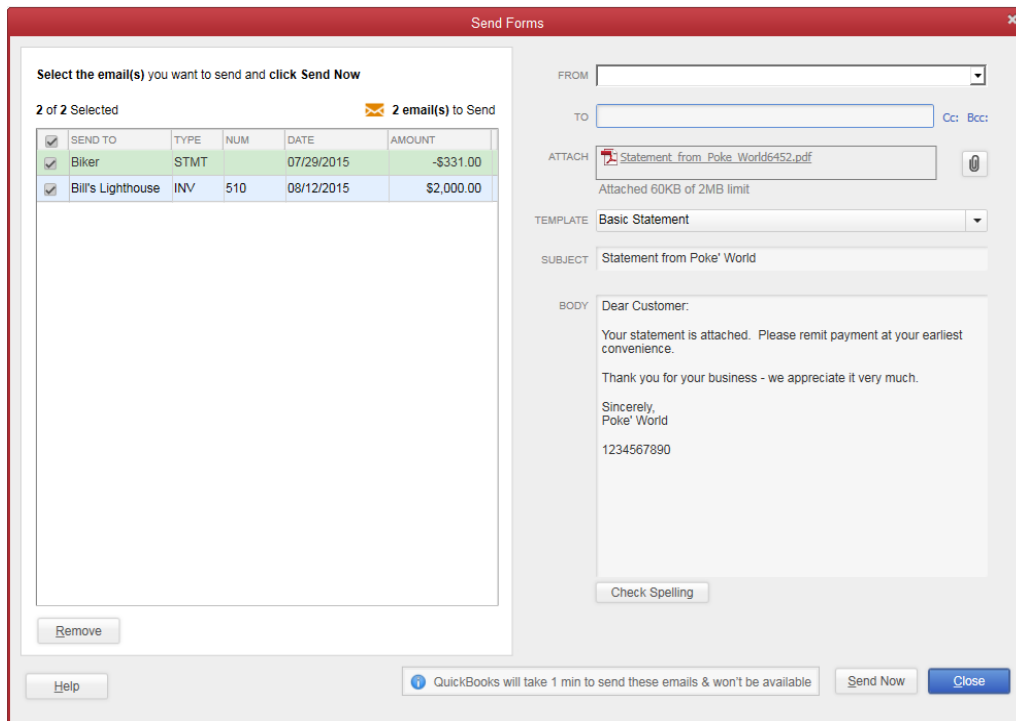 Send Forms
Select the email(s) you want to send and click Send Now
2 of 2 Selected
2 email(s) to Send
SEND TO TYPE NUM DATE AMOUNT
Biker STMT 07/29/2015 -$331.00
Bill's Lighthouse INV 510 08/12/2015 $2,000.00
Remove
Help
FROM
TO
Cc: Bcc:
ATTACH Statement_from_Poke_World6452.pdf
Attached 60KB of 2MB limit
TEMPLATE Basic Statement
SUBJECT Statement from Poke' World
BODY Dear Customer:
Your statement is attached. Please remit payment at your earliest
convenience.
Thank you for your business - we appreciate it very much.
Sincerely,
Poke' World
1234567890
Check Spelling
QuickBooks will take 1 min to send these emails & won't be available
Send Now
Close